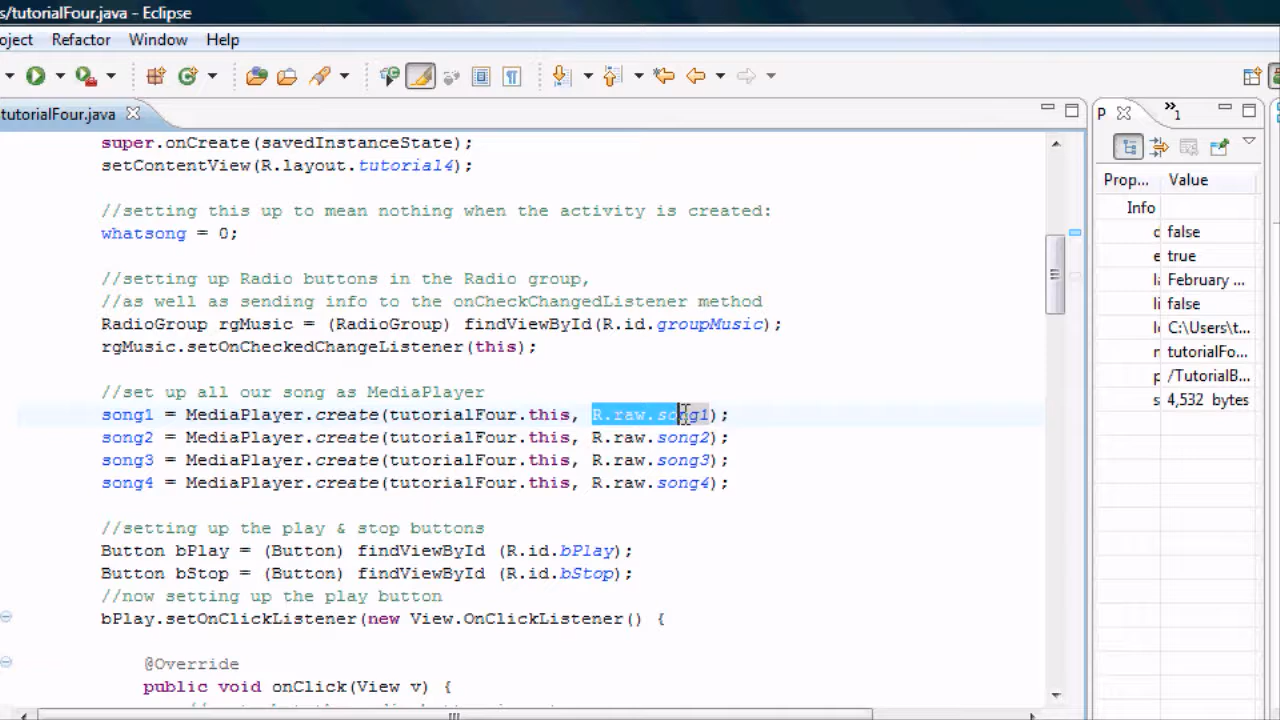 s/tutorialFour.java - Eclipse
oject Refactor Window Help
tutorialFour.java
super.onCreate(savedInstanceState);
setContentView(R.layout.tutorial4);
//setting this up to mean nothing when the activity is created:
whatsong = 0;
//setting up Radio buttons in the Radio group,
//as well as sending info to the onCheckChangedListener method
RadioGroup rgMusic = (RadioGroup) findViewById(R.id.groupMusic);
rgMusic.setOnCheckedChangeListener(this);
//set up all our song as MediaPlayer
song1 = MediaPlayer.create(tutorialFour.this, R.raw.song1);
song2 = MediaPlayer.create(tutorialFour.this, R.raw.song2);
song3 = MediaPlayer.create(tutorialFour.this, R.raw.song3);
song4 = MediaPlayer.create(tutorialFour.this, R.raw.song4);
//setting up the play & stop buttons
Button bPlay = (Button) findViewById (R.id.bPlay);
Button bStop = (Button) findViewById (R.id.bStop);
//now setting up the play button
bPlay.setOnClickListener(new View.OnClickListener() {
@Override
public void onClick(View v) {
P
1
Prop... Value
Info
false
e true
February ...
false
C:\Users\t...
tutorialFo...
/TutorialB...
s 4,532 bytes